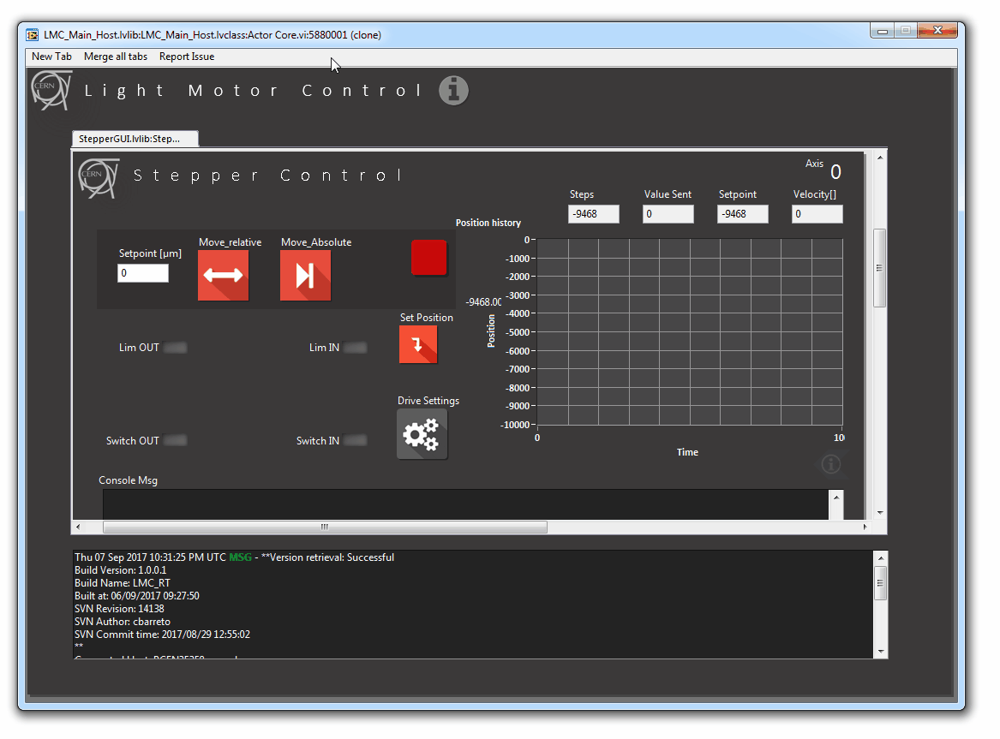 LMC_Main_Host.lvlib:LMC_Main_Host.lvclass:Actor Core.vi:5880001 (clone)
New Tab Merge all tabs Report Issue
CERN Light Motor Control i
StepperGUI.lvlib:Step...
CERN Stepper Control
Axis 0
Steps Value Sent Setpoint Velocity[]
-9468 0 -9468 0
Position history
Setpoint [µm] Move_relative Move_Absolute
0
-9468.00
Set Position
Lim OUT Lim IN
Drive Settings
Switch OUT Switch IN
Position
0
-1000
-2000
-3000
-4000
-5000
-6000
-7000
-8000
-9000
-10000
0 10
Time
i
Console Msg
Thu 07 Sep 2017 10:31:25 PM UTC MSG - **Version retrieval: Successful
Build Version: 1.0.0.1
Build Name: LMC_RT
Built at: 06/09/2017 09:27:50
SVN Revision: 14138
SVN Author: cbarreto
SVN Commit time: 2017/08/29 12:55:02
**